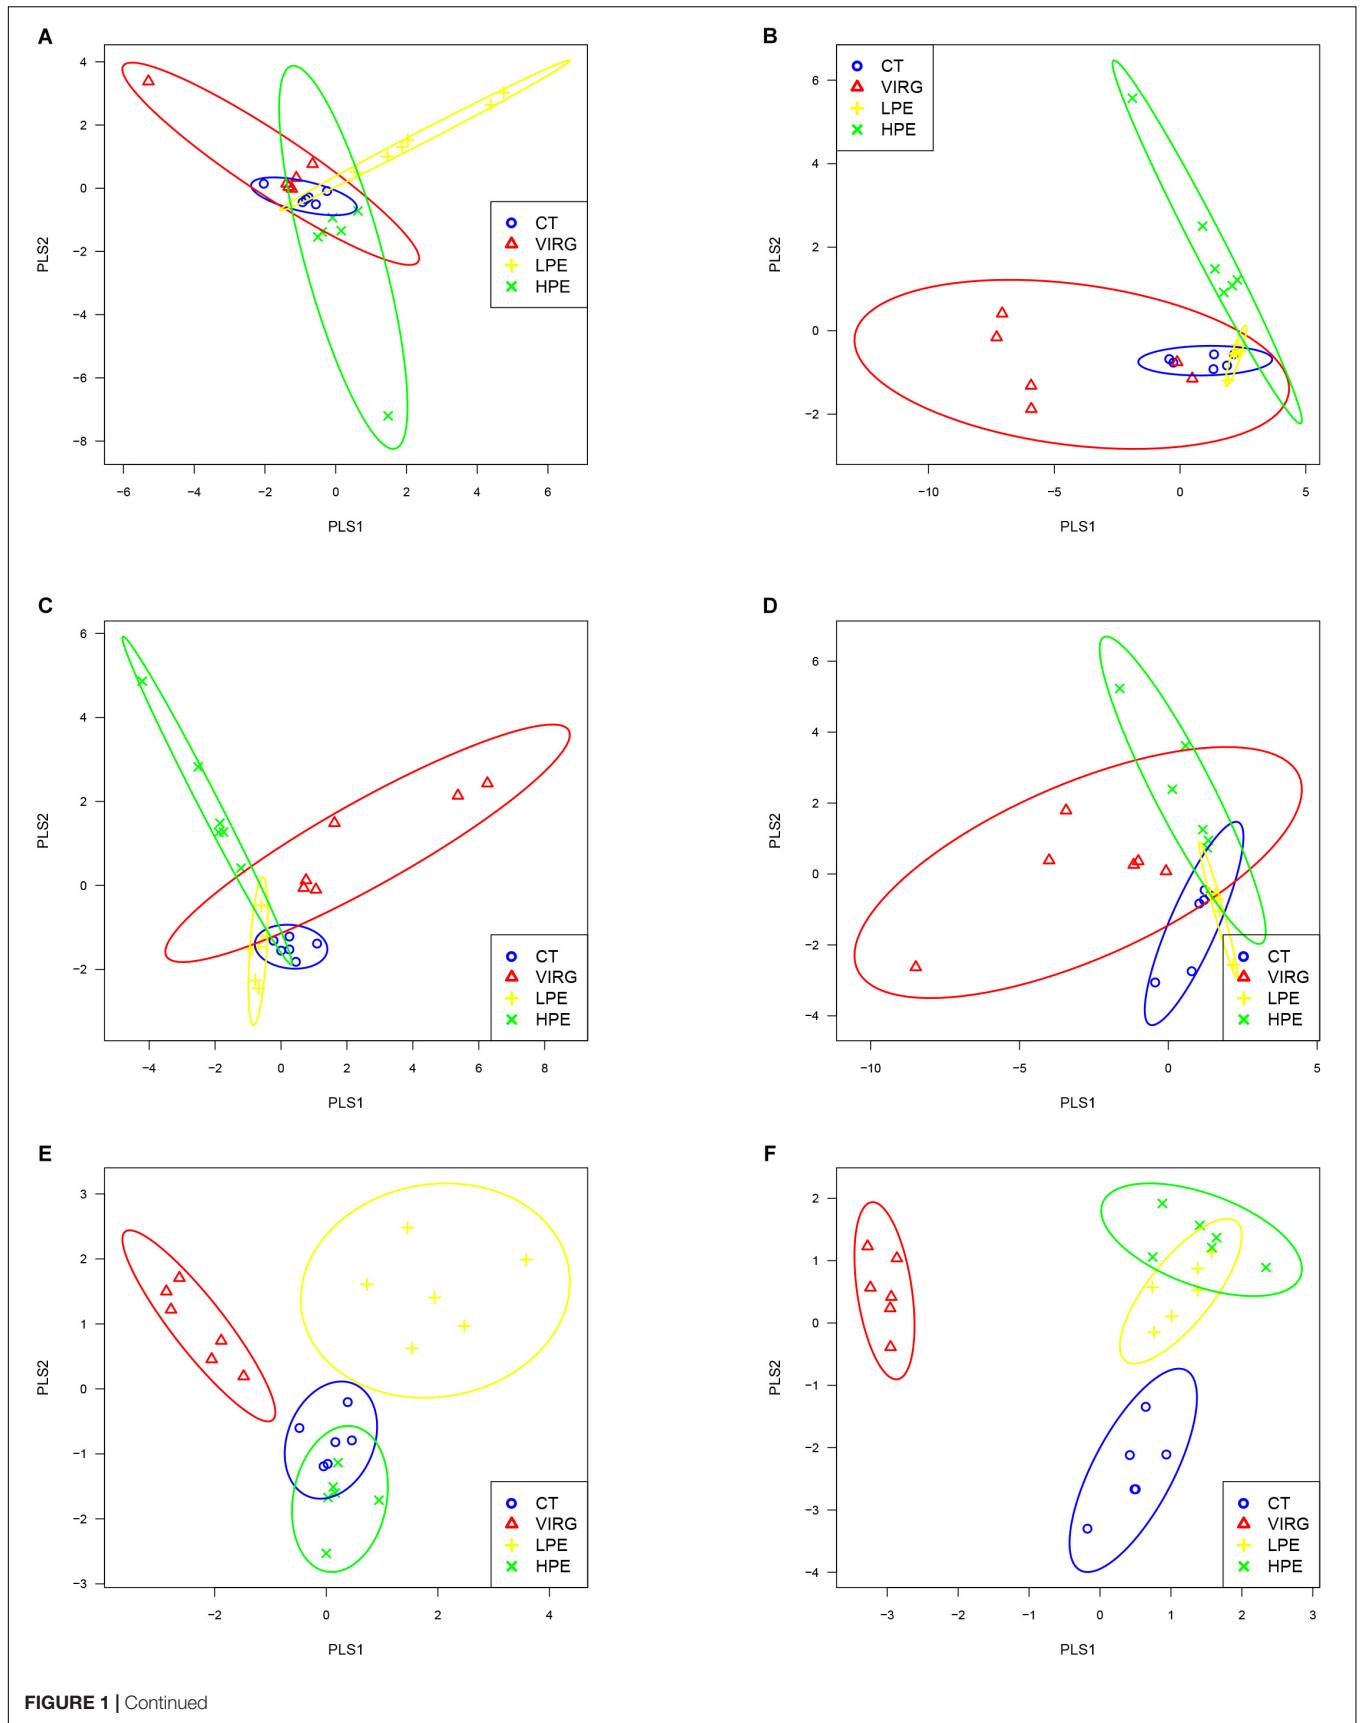 A
4
2
0
−2
−4
−6
−8
PLS2
−6 −4 −2 0 2 4 6
PLS1
CT
VIRG
LPE
HPE
B
CT
VIRG
LPE
HPE
6
4
2
0
−2
PLS2
−10 −5 0 5
PLS1
C
6
4
2
0
−2
PLS2
−4 −2 0 2 4 6 8
PLS1
CT
VIRG
LPE
HPE
D
6
4
2
0
−2
−4
PLS2
−10 −5 0 5
PLS1
CT
VIRG
LPE
HPE
E
3
2
1
0
−1
−2
−3
PLS2
−2 0 2 4
PLS1
CT
VIRG
LPE
HPE
F
2
1
0
−1
−2
−3
−4
PLS2
−3 −2 −1 0 1 2 3
PLS1
CT
VIRG
LPE
HPE
FIGURE 1 | Continued